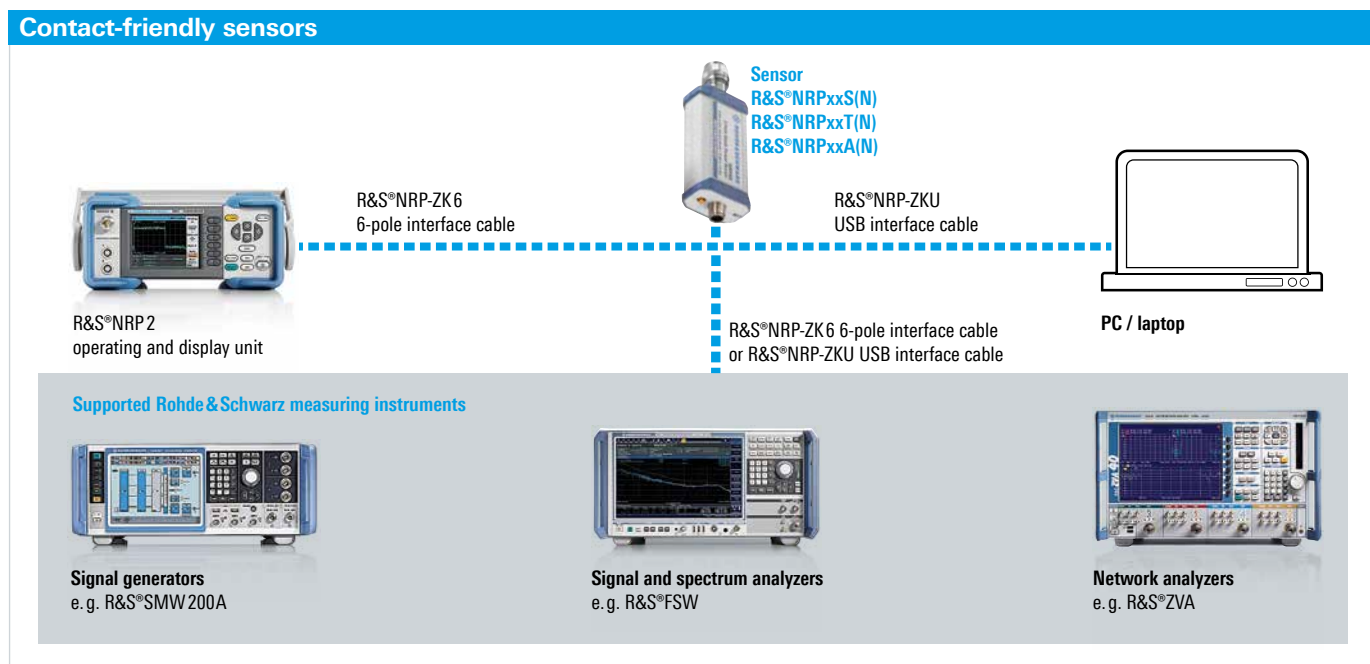 Contact-friendly sensors
Sensor
R&S®NRPxxS(N)
R&S®NRPxxT(N)
R&S®NRPxxA(N)
R&S®NRP-ZK6
6-pole interface cable
R&S®NRP-ZKU
USB interface cable
R&S®NRP2
operating and display unit
R&S®NRP-ZK6 6-pole interface cable
or R&S®NRP-ZKU USB interface cable
PC / laptop
Supported Rohde&Schwarz measuring instruments
Signal generators
e.g. R&S®SMW200A
Signal and spectrum analyzers
e.g. R&S®FSW
Network analyzers
e.g. R&S®ZVA